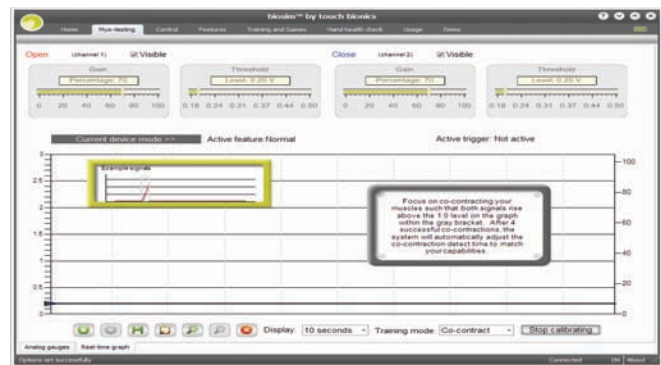 biosim™ by touch bionics
Home Myo-testing Control Features Training and Games Hand health check Usage Demo
Open (channel 1) Visible Close (channel 2) Visible
Gain Threshold Gain Threshold
Percentage: 70 Level: 0.20 V Percentage: 70 Level: 0.20 V
0 20 40 60 80 100 0.18 0.24 0.31 0.37 0.44 0.50 0 20 40 60 80 100 0.18 0.24 0.31 0.37 0.44 0.50
Current device mode >> Active feature:Normal Active trigger: Not active
3 100
Example signals
2.5 80
2
Focus on co-contracting your
muscles such that both signals rise
above the 1.0 level on the graph
within the gray bracket. After 4
successful co-contractions, the
system will automatically adjust the
co-contraction detect time to match
your capabilities.
60
1.5
40
1
20
0.5
0
Display: 10 seconds Training mode: Co-contract Stop calibrating
Analog gauges Real-time graph
Options set successfully Connected ON About